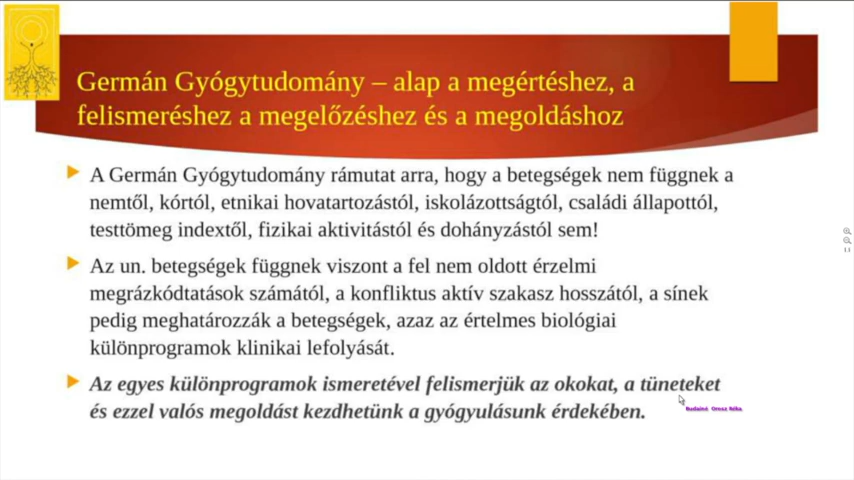 Germán Gyógytudomány – alap a megértéshez, a
felismeréshez a megelőzéshez és a megoldáshoz
A Germán Gyógytudomány rámutat arra, hogy a betegségek nem függnek a
nemtől, kórtól, etnikai hovatartozástól, iskolázottságtól, családi állapottól,
testtömeg indextől, fizikai aktivitástól és dohányzástól sem!
Az un. betegségek függnek viszont a fel nem oldott érzelmi
megrázkódtatások számától, a konfliktus aktív szakasz hosszától, a sínek
pedig meghatározzák a betegségek, azaz az értelmes biológiai
különprogramok klinikai lefolyását.
Az egyes különprogramok ismeretével felismerjük az okokat, a tüneteket
és ezzel valós megoldást kezdhetünk a gyógyulásunk érdekében.